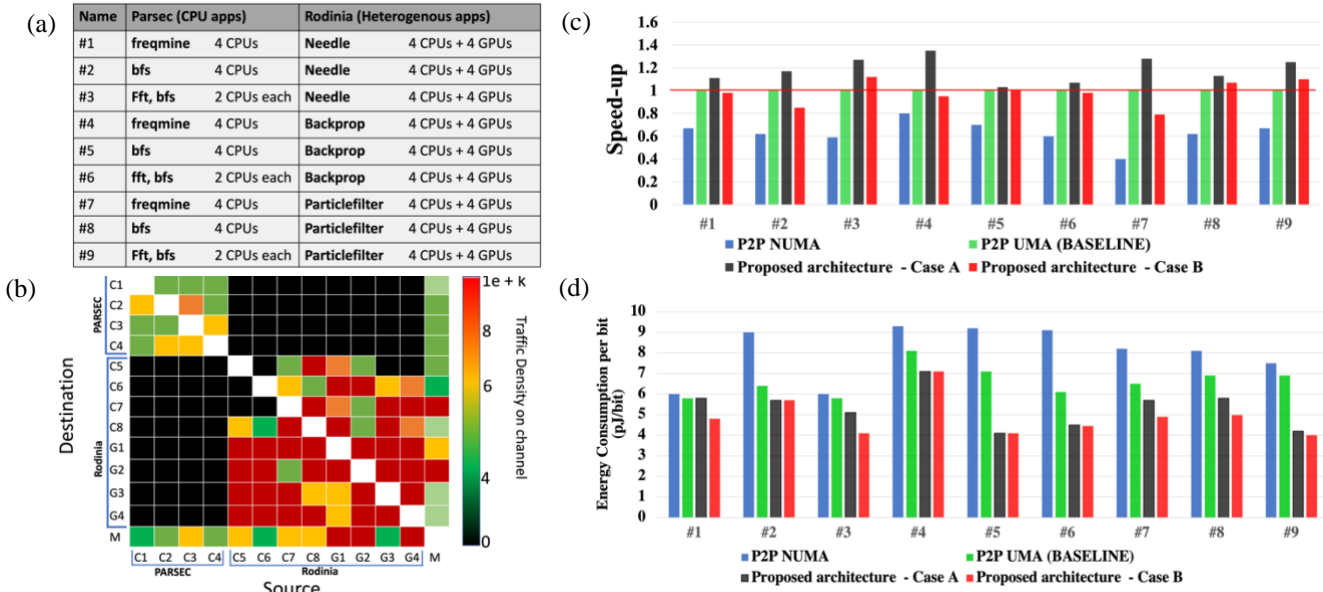 (a)
Name Parsec (CPU apps) Rodinia (Heterogenous apps)
#1 freqmine 4 CPUs Needle 4 CPUs + 4 GPUs
#2 bfs 4 CPUs Needle 4 CPUs + 4 GPUs
#3 Fft, bfs 2 CPUs each Needle 4 CPUs + 4 GPUs
#4 freqmine 4 CPUs Backprop 4 CPUs + 4 GPUs
#5 bfs 4 CPUs Backprop 4 CPUs + 4 GPUs
#6 fft, bfs 2 CPUs each Backprop 4 CPUs + 4 GPUs
#7 freqmine 4 CPUs Particlefilter 4 CPUs + 4 GPUs
#8 bfs 4 CPUs Particlefilter 4 CPUs + 4 GPUs
#9 Fft, bfs 2 CPUs each Particlefilter 4 CPUs + 4 GPUs
(b)
Destination
PARSEC
Rodinia
C1
C2
C3
C4
C5
C6
C7
C8
G1
G2
G3
G4
M
C1 C2 C3 C4 C5 C6 C7 C8 G1 G2 G3 G4 M
PARSEC Rodinia
Source
1e + k
8
6
4
0
Traffic Density on channel
(c)
Speed-up
1.6
1.4
1.2
1
0.8
0.6
0.4
0.2
0
#1 #2 #3 #4 #5 #6 #7 #8 #9
P2P NUMA P2P UMA (BASELINE)
Proposed architecture - Case A Proposed architecture - Case B
(d)
Energy Consumption per bit
(pJ/bit)
10
9
8
7
6
5
4
3
2
1
0
#1 #2 #3 #4 #5 #6 #7 #8 #9
P2P NUMA P2P UMA (BASELINE)
Proposed architecture - Case A Proposed architecture - Case B